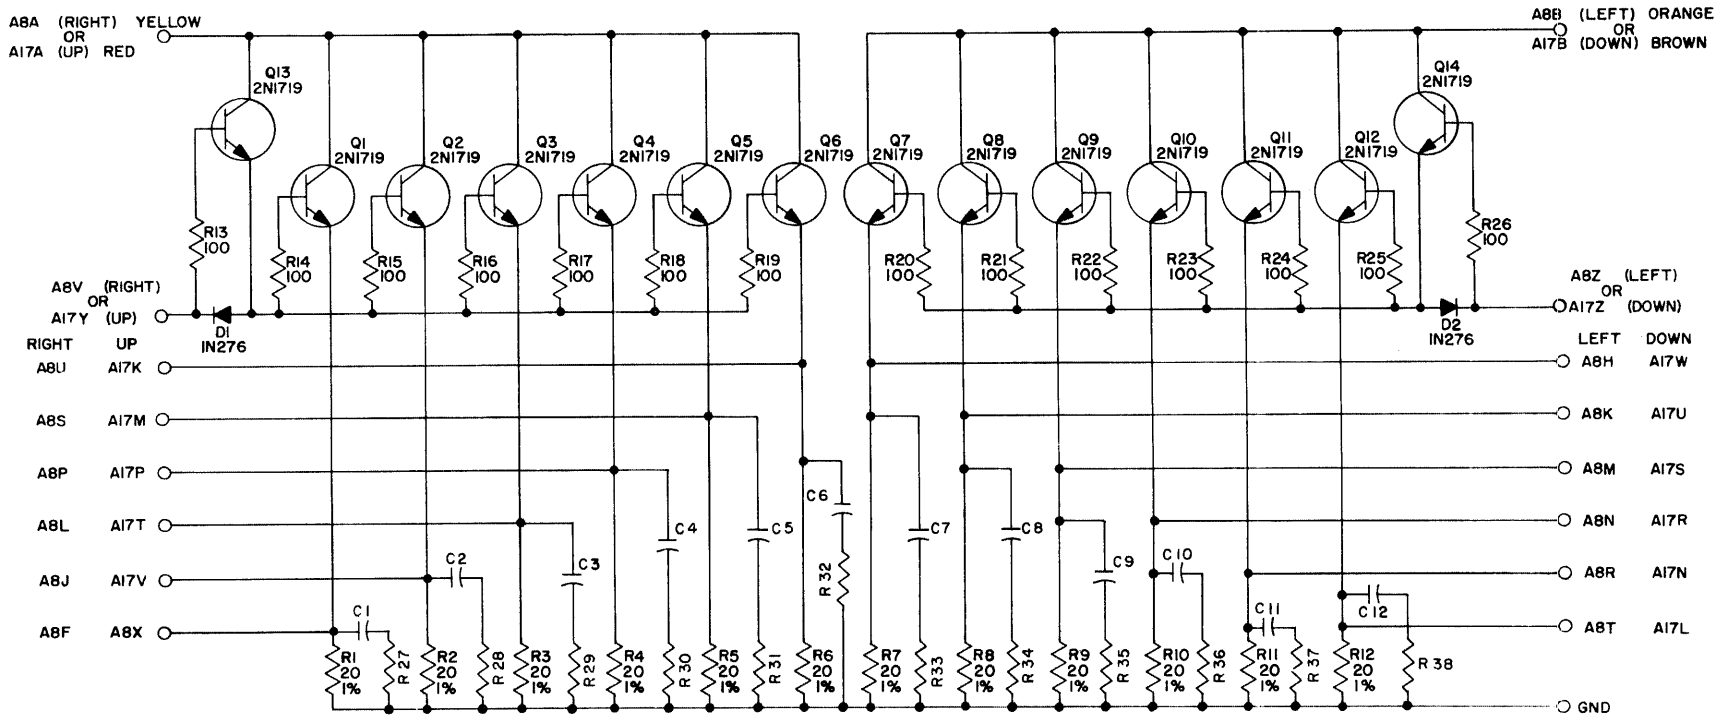 A8A (RIGHT) YELLOW
OR
A17A (UP) RED
A8B (LEFT) ORANGE
OR
A17B (DOWN) BROWN
Q13
2N1719
Q14
2N1719
Q1
2N1719
Q2
2N1719
Q3
2N1719
Q4
2N1719
Q5
2N1719
Q6
2N1719
Q7
2N1719
Q8
2N1719
Q9
2N1719
Q10
2N1719
Q11
2N1719
Q12
2N1719
R13
100
R14
100
R15
100
R16
100
R17
100
R18
100
R19
100
R20
100
R21
100
R22
100
R23
100
R24
100
R25
100
R26
100
A8V (RIGHT)
OR
A17Y (UP)
D1
1N276
D2
1N276
A8Z (LEFT)
OR
A17Z (DOWN)
RIGHT UP
LEFT DOWN
A8U A17K
A8H A17W
A8S A17M
A8K A17U
A8P A17P
A8M A17S
A8L A17T
A8N A17R
A8J A17V
A8R A17N
A8F A8X
A8T A17L
C1
C2
C3
C4
C5
C6
C7
C8
C9
C10
C11
C12
R1
20
1%
R27
R2
20
1%
R28
R3
20
1%
R29
R4
20
1%
R30
R5
20
1%
R31
R6
20
1%
R32
R7
20
1%
R33
R8
20
1%
R34
R9
20
1%
R35
R10
20
1%
R36
R11
20
1%
R37
R12
20
1%
R38
GND